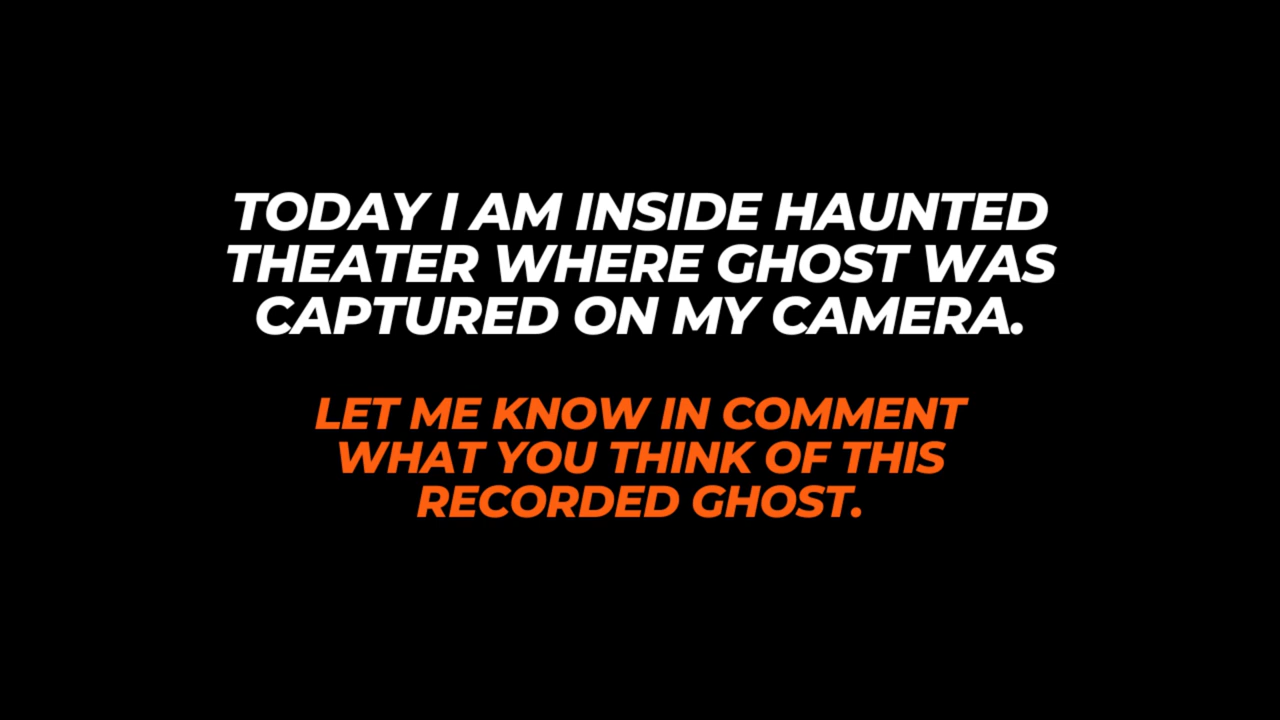 TODAY I AM INSIDE HAUNTED
THEATER WHERE GHOST WAS
CAPTURED ON MY CAMERA.
LET ME KNOW IN COMMENT
WHAT YOU THINK OF THIS
RECORDED GHOST.